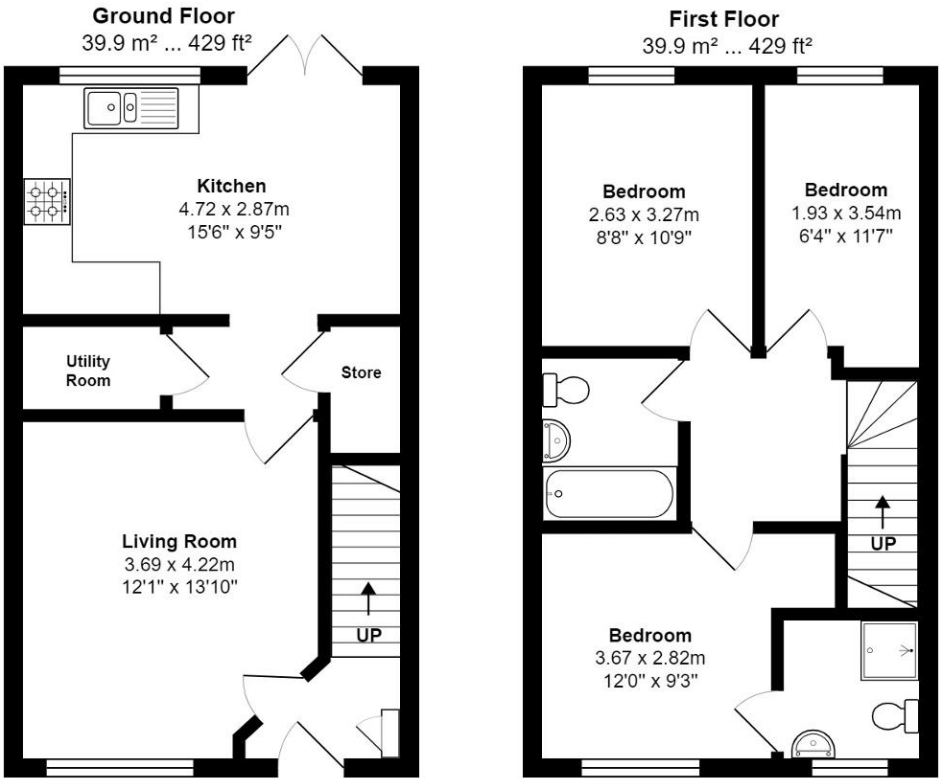 Ground Floor
39.9 m² ... 429 ft²
Kitchen
4.72 x 2.87m
15'6" x 9'5"
Utility
Room
Store
Living Room
3.69 x 4.22m
12'1" x 13'10"
UP
First Floor
39.9 m² ... 429 ft²
Bedroom
2.63 x 3.27m
8'8" x 10'9"
Bedroom
1.93 x 3.54m
6'4" x 11'7"
UP
Bedroom
3.67 x 2.82m
12'0" x 9'3"